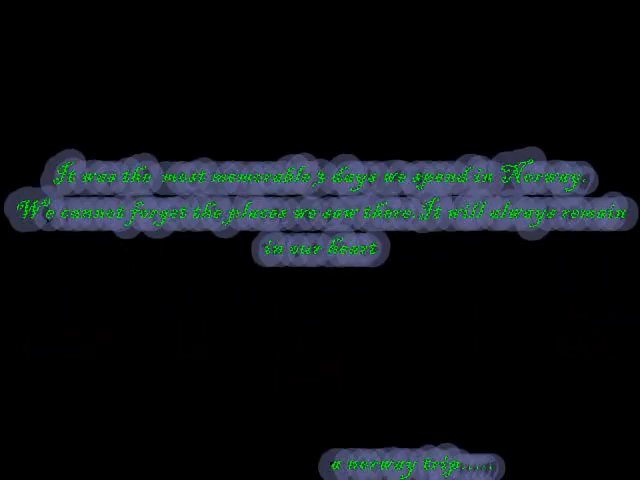 It was the most memorable 3 days we spend in Norway.
We cannot forget the places we saw there. It will always remain
in our heart
a norway trip.....